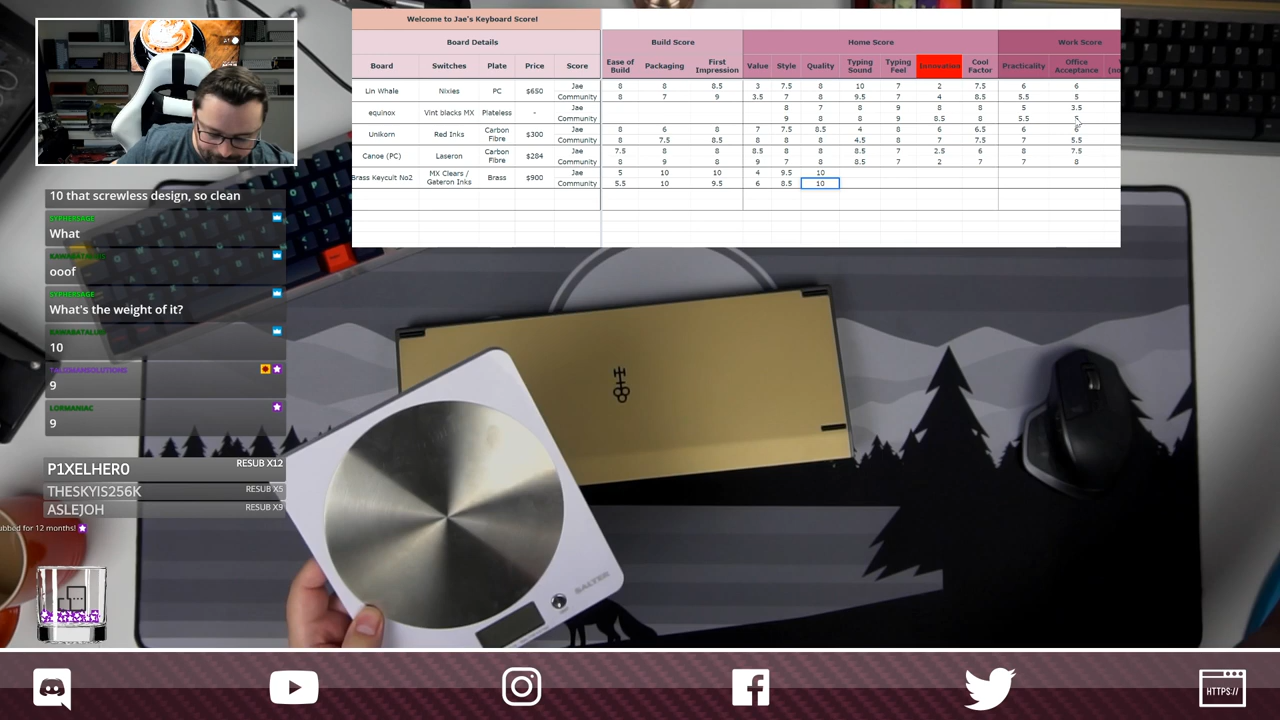 Welcome to Jae's Keyboard Score!
Board Details Build Score Home Score Work Score
Board Switches Plate Price Score Ease of Build Packaging First Impression Value Style Quality Typing Sound Typing Feel Innovation Cool Factor Practicality Office Acceptance
Lin Whale Nixies PC $650 Jae 8 8 8.5 3 7.5 8 10 7 2 7.5 6 6
Community 8 7 9 3.5 7 8 9.5 7 4 8.5 5.5 5
equinox Vint blacks MX Plateless - Jae 8 7 8 9 8 8 5 3.5
Community 9 8 8 9 8.5 8 5.5
Unikorn Red Inks Carbon Fibre $300 Jae 8 6 8 7 7.5 8.5 4 8 6 6.5 6 6
Community 8 7.5 8 8 8 8 4.5 8 7 7.5 7 5.5
Canoe (PC) Laseron Carbon Fibre $284 Jae 7.5 8 8 8.5 8 8 8.5 7 2.5 6 8 7.5
Community 8 9 8 9 7 8 8.5 7 2 7 7 8
Brass Keycult No2 MX Clears / Gateron Inks Brass $900 Jae 5 10 10 4 9.5 10
Community 5.5 10 9.5 6 8.5 10
10 that screwless design, so clean
SYPHERSAGE
What
ooof
SYPHERSAGE
What's the weight of it?
10
TALISMANSOLUTIONS
9
LORMANIAC
9
P1XELHER0 RESUB X12
THESKYIS256K RESUB X5
ASLEJOH RESUB X9
ubbed for 12 months!
SALTER
HTTPS://